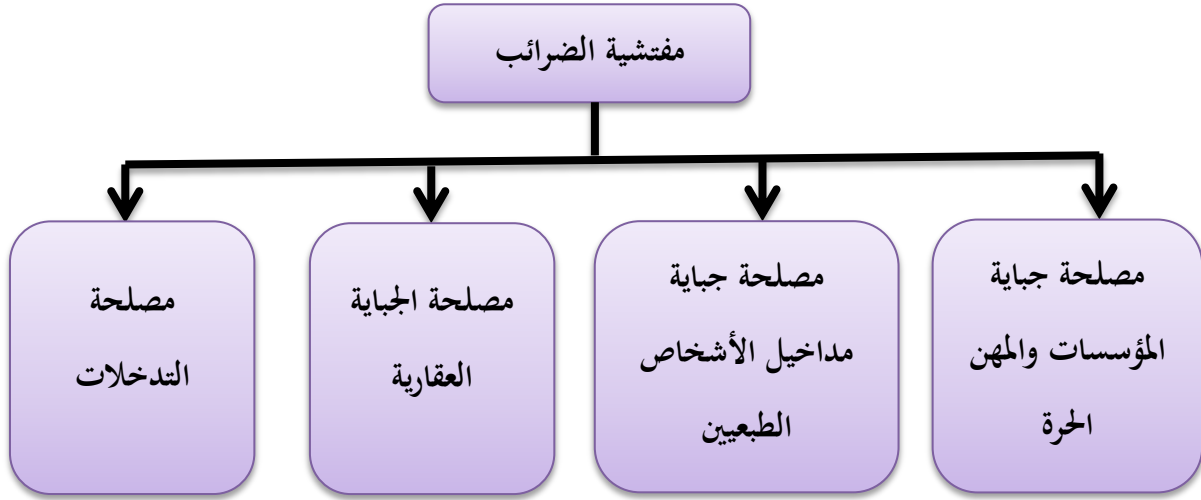 مفتشية الضرائب
مصلحة جباية
المؤسسات والمهن
الحرة
مصلحة جباية
مداخيل الأشخاص
الطبعيين
مصلحة الجباية
العقارية
مصلحة
التدخلات